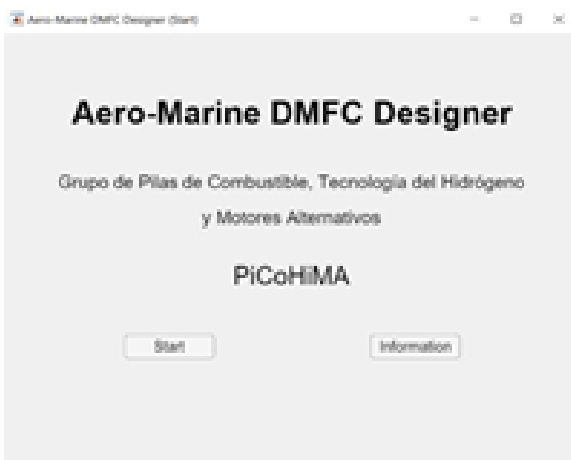 Aero-Marine DMFC Designer (Start)
Aero-Marine DMFC Designer
Grupo de Pilas de Combustible, Tecnología del Hidrógeno
y Motores Alternativos
PiCoHiMA
Start
Information